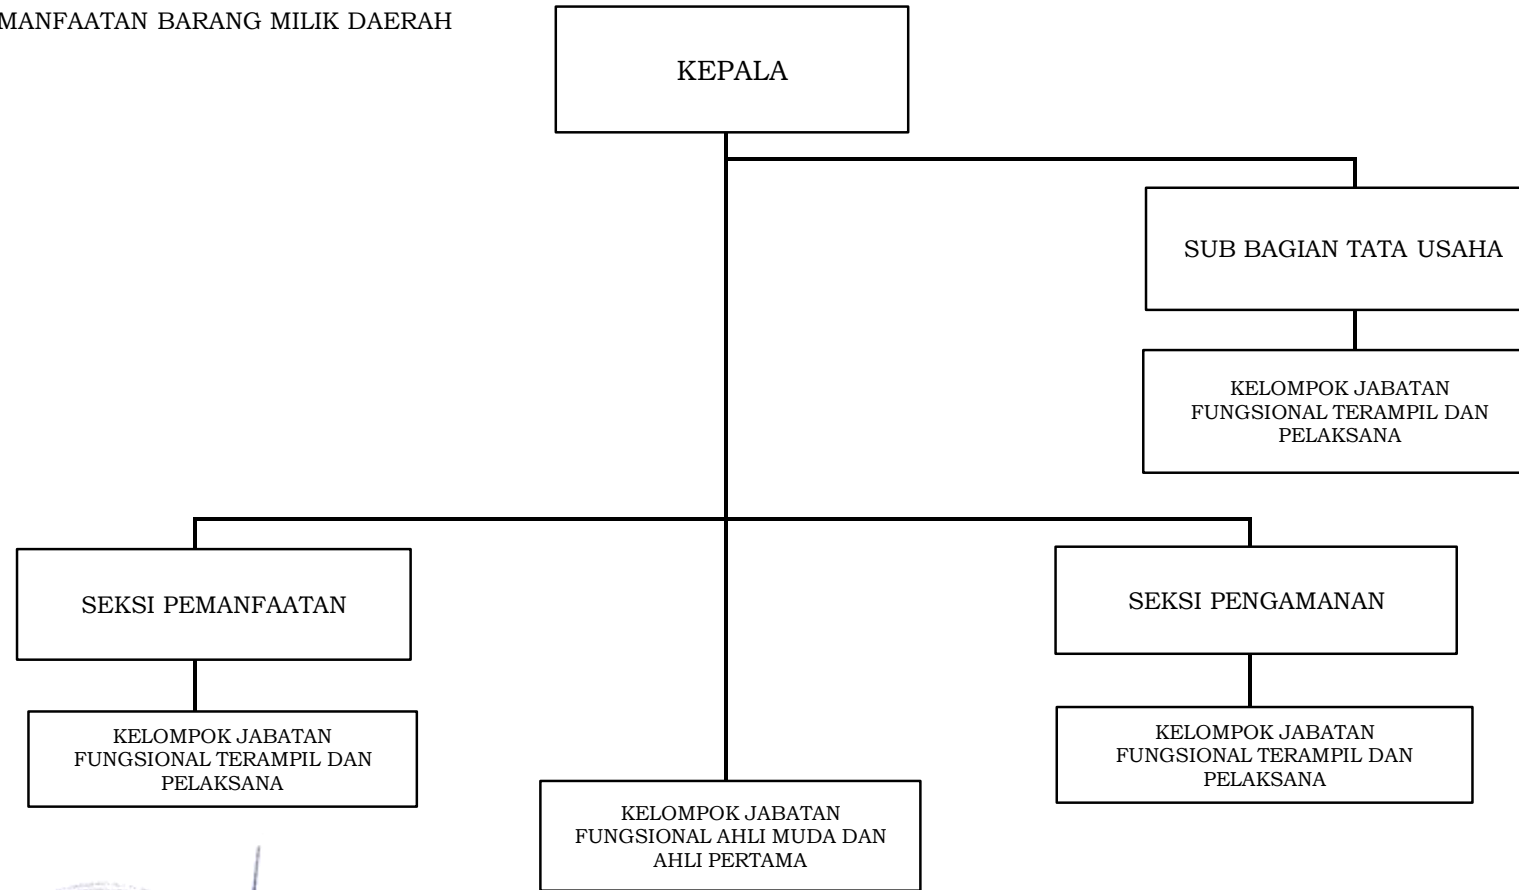 MANFAATAN BARANG MILIK DAERAH
KEPALA
SUB BAGIAN TATA USAHA
KELOMPOK JABATAN
FUNGSIONAL TERAMPIL DAN
PELAKSANA
SEKSI PEMANFAATAN
SEKSI PENGAMANAN
KELOMPOK JABATAN
FUNGSIONAL TERAMPIL DAN
PELAKSANA
KELOMPOK JABATAN
FUNGSIONAL AHLI MUDA DAN
AHLI PERTAMA
KELOMPOK JABATAN
FUNGSIONAL TERAMPIL DAN
PELAKSANA